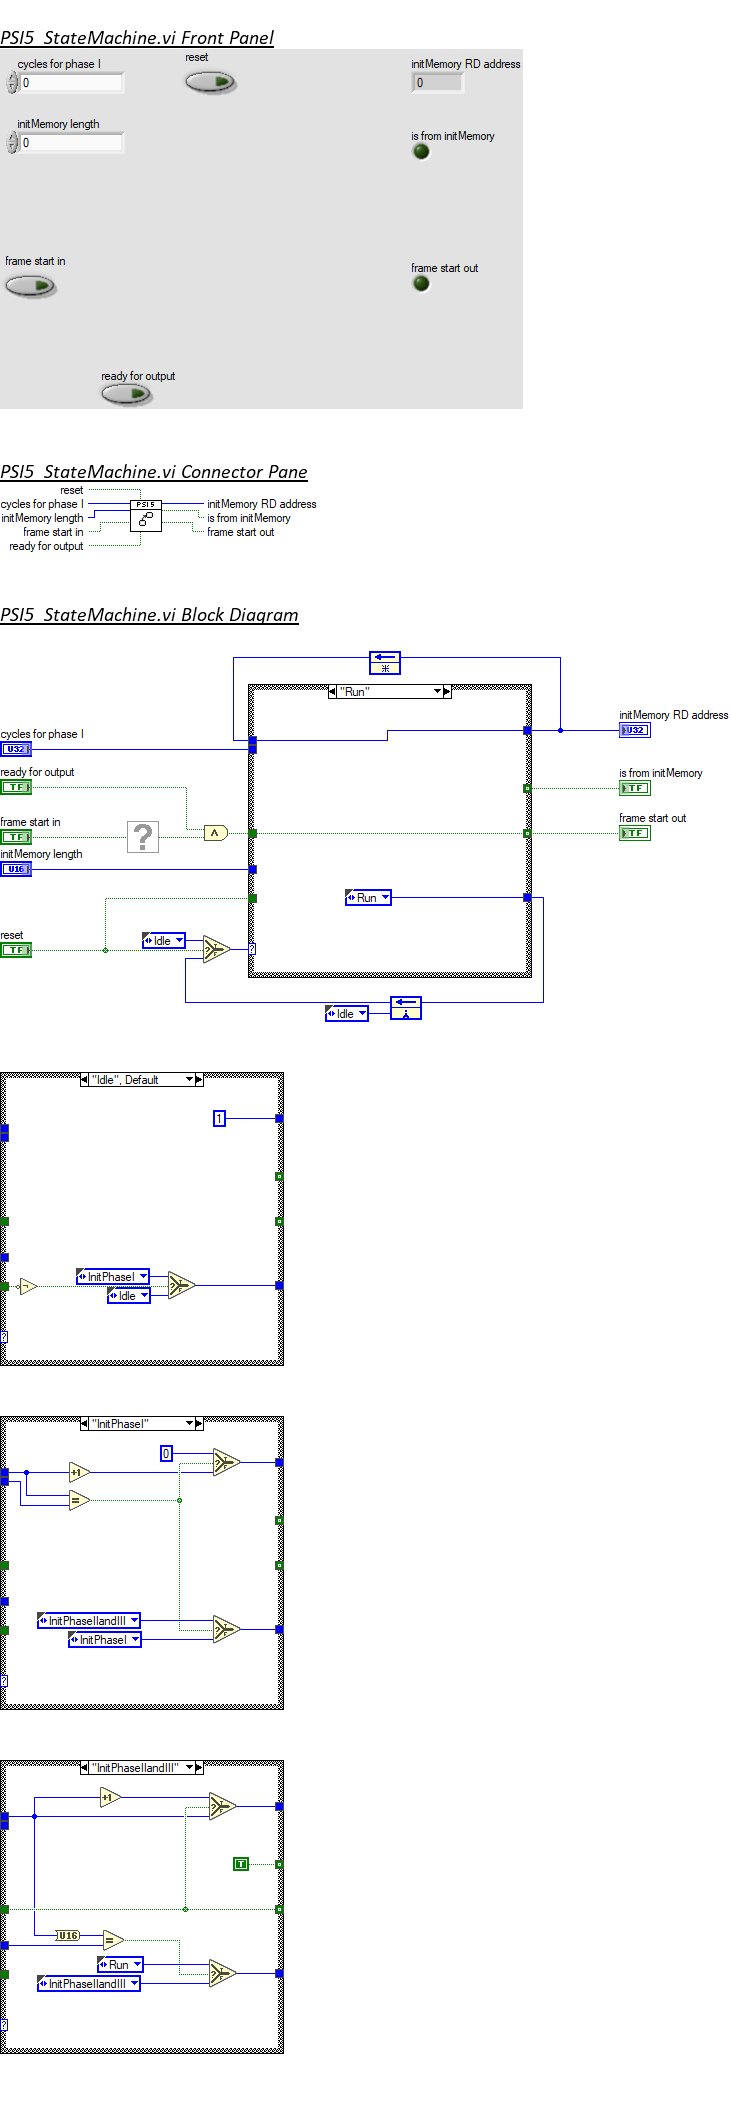 PSI5_StateMachine.vi Front Panel
cycles for phase I
reset
initMemory RD address
0
0
initMemory length
is from initMemory
0
frame start in
frame start out
ready for output
PSI5_StateMachine.vi Connector Pane
reset
cycles for phase I
PSI5
initMemory RD address
initMemory length
is from initMemory
frame start in
frame start out
ready for output
PSI5_StateMachine.vi Block Diagram
"Run"
initMemory RD address
U32
cycles for phase I
U32
ready for output
TF
is from initMemory
TF
frame start in
TF
?
frame start out
TF
initMemory length
U16
Run
reset
TF
Idle
?
T
F
?
Idle
"Idle", Default
1
InitPhaseI
Idle
?
T
F
?
"InitPhaseI"
0
?
T
F
+1
=
InitPhaseIIandIII
InitPhaseI
?
T
F
?
"InitPhaseIIandIII"
+1
?
T
F
T
U16
=
Run
InitPhaseIIandIII
?
T
F
?